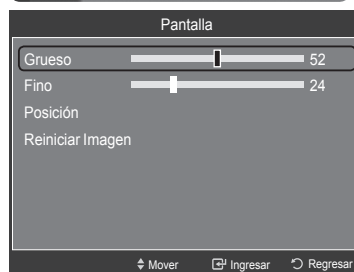 Pantalla
Grueso 52
Fino 24
Posición
Reiniciar Imagen
Mover Ingresar Regresar